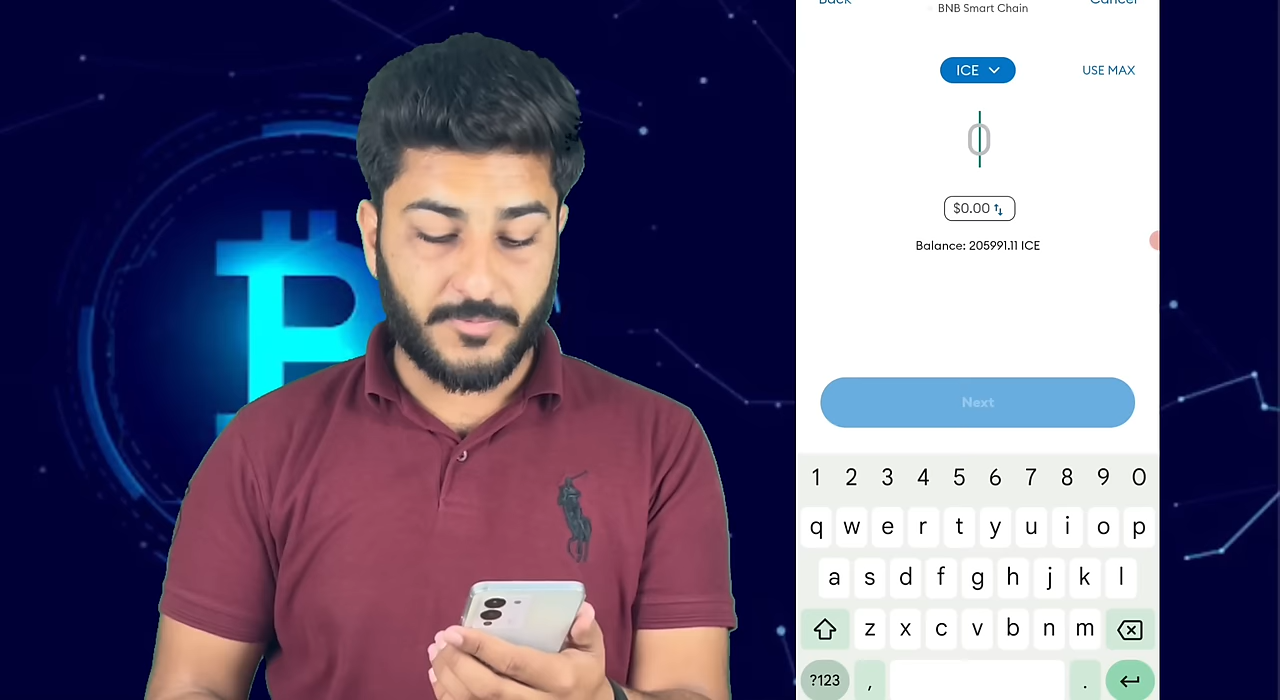 Back
BNB Smart Chain
Cancel
ICE
USE MAX
0
$0.00
Balance: 205991.11 ICE
Next
1 2 3 4 5 6 7 8 9 0
q w e r t y u i o p
a s d f g h j k l
z x c v b n m
?123 , .